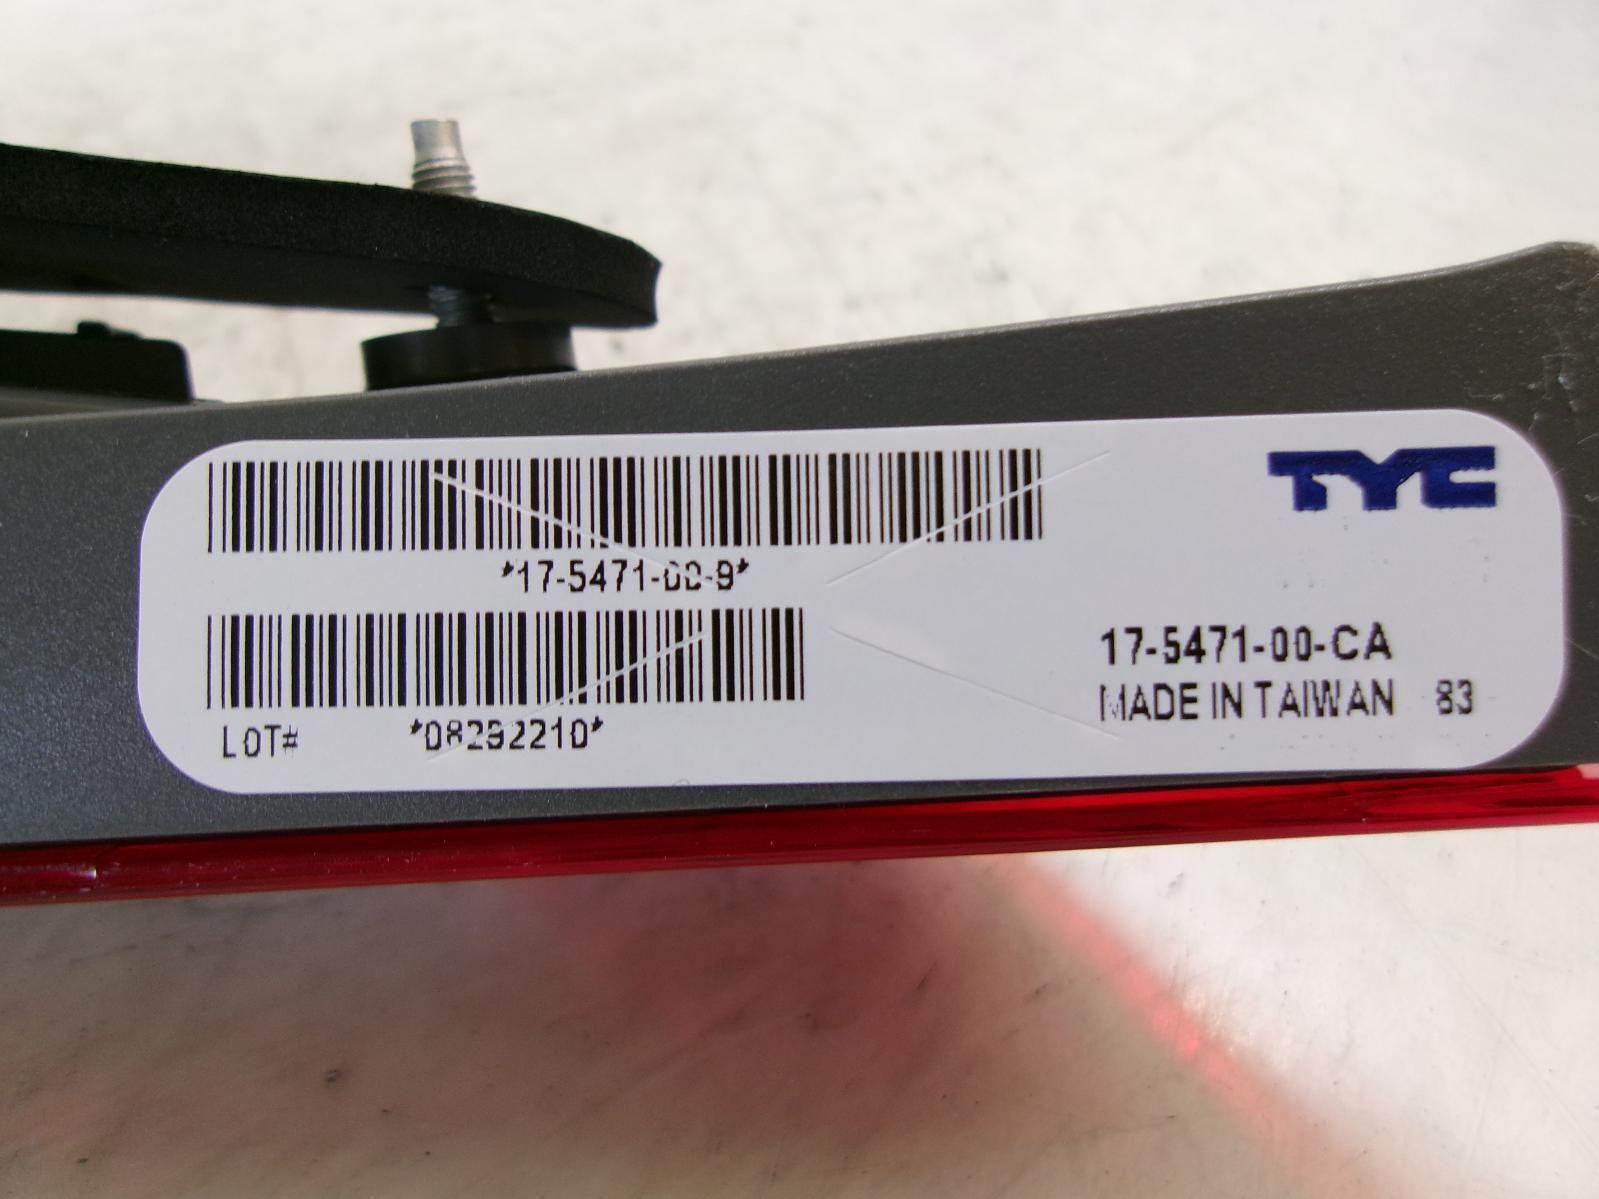 TYC
*17-5471-00-9*
17-5471-00-CA
MADE IN TAIWAN 83
LOT# *08292210*